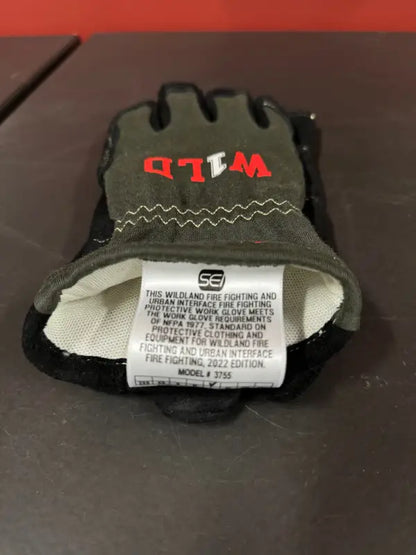 W1LD
SEI
THIS WILDLAND FIRE FIGHTING AND
URBAN INTERFACE FIRE FIGHTING
PROTECTIVE WORK GLOVE MEETS
THE WORK GLOVE REQUIREMENTS
OF NFPA 1977, STANDARD ON
PROTECTIVE CLOTHING AND
EQUIPMENT FOR WILDLAND FIRE
FIGHTING AND URBAN INTERFACE
FIRE FIGHTING, 2022 EDITION.
MODEL # 3755